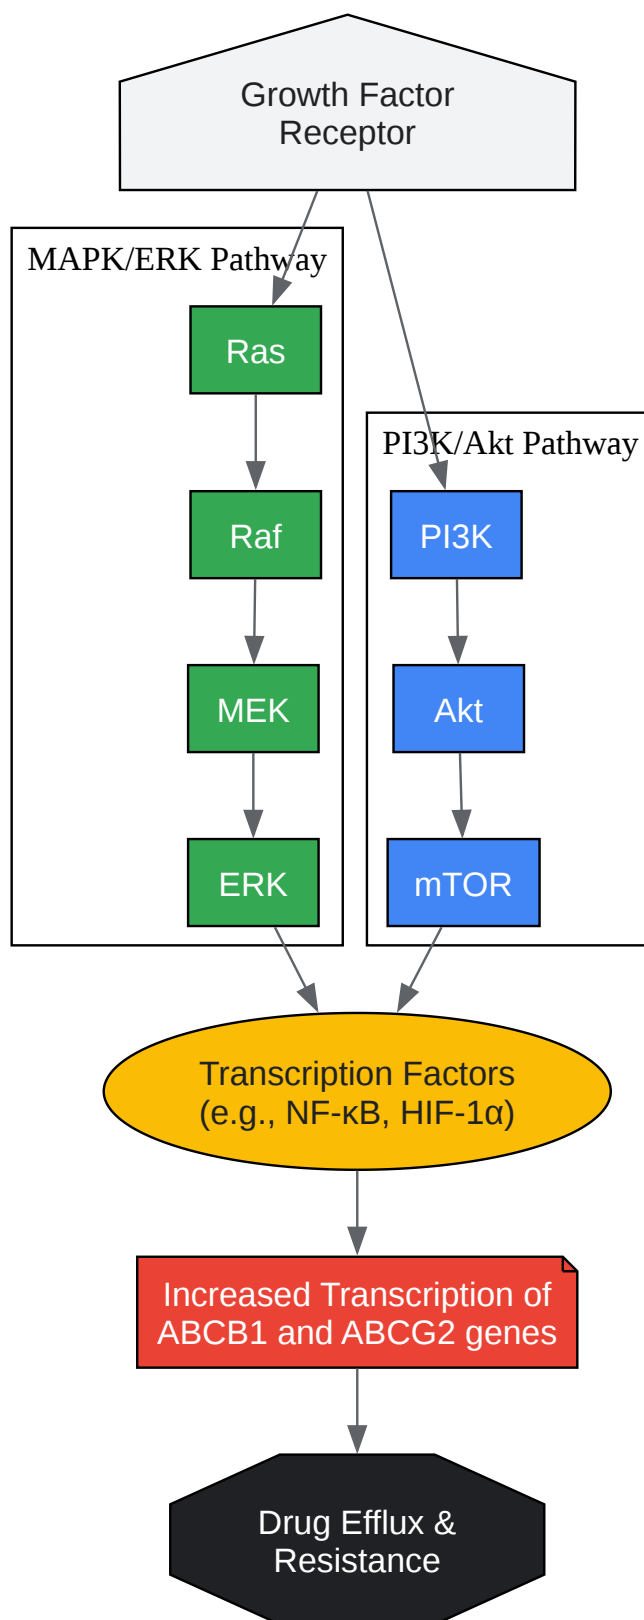 Growth Factor
Receptor
MAPK/ERK Pathway
Ras
Raf
MEK
ERK
PI3K/Akt Pathway
PI3K
Akt
mTOR
Transcription Factors
(e.g., NF-κB, HIF-1α)
Increased Transcription of
ABCB1 and ABCG2 genes
Drug Efflux &
Resistance